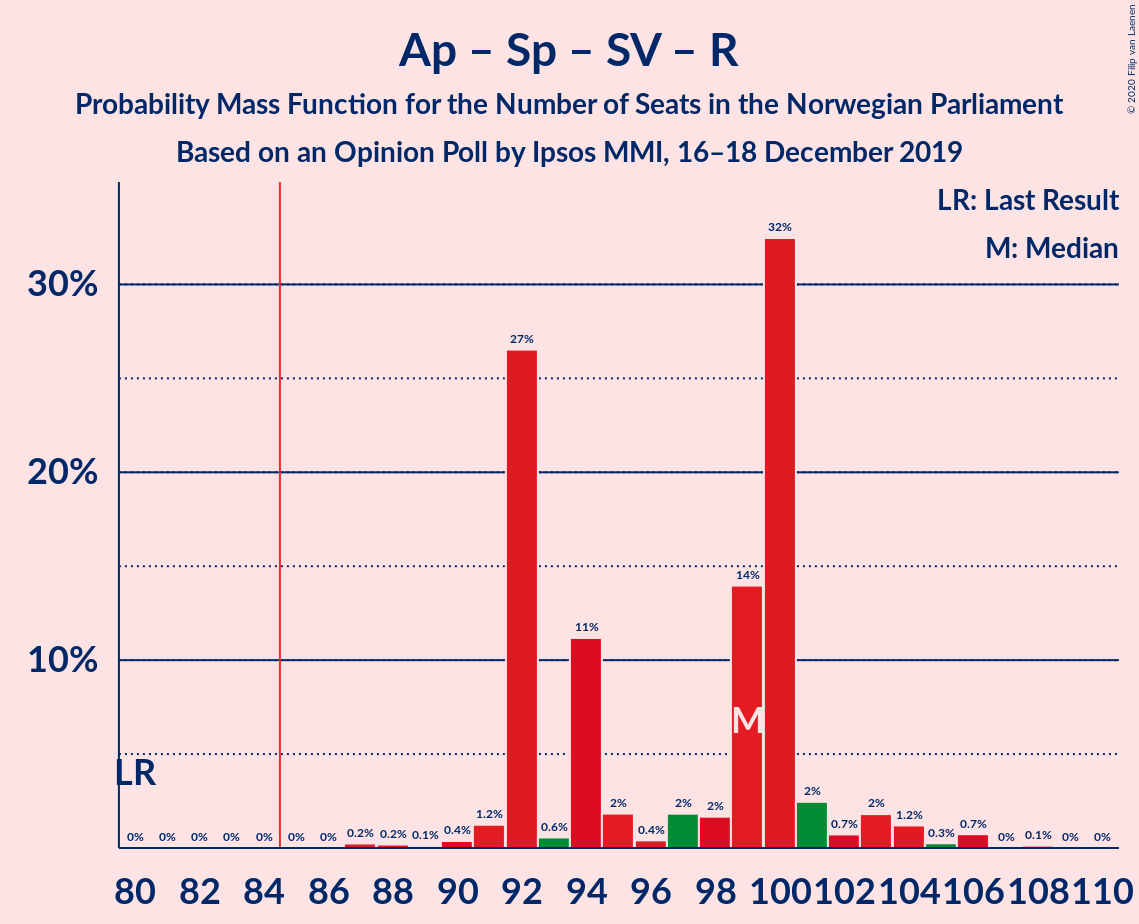 Ap – Sp – SV – R
Probability Mass Function for the Number of Seats in the Norwegian Parliament
Based on an Opinion Poll by Ipsos MMI, 16–18 December 2019
© 2020 Filip van Laenen
LR: Last Result
M: Median
30%
20%
10%
LR
M
0% 0% 0% 0% 0% 0% 0% 0.2% 0.2% 0.1% 0.4% 1.2% 27% 0.6% 11% 2% 0.4% 2% 2% 14% 32% 2% 0.7% 2% 1.2% 0.3% 0.7% 0% 0.1% 0% 0%
80 82 84 86 88 90 92 94 96 98 100 102 104 106 108 110